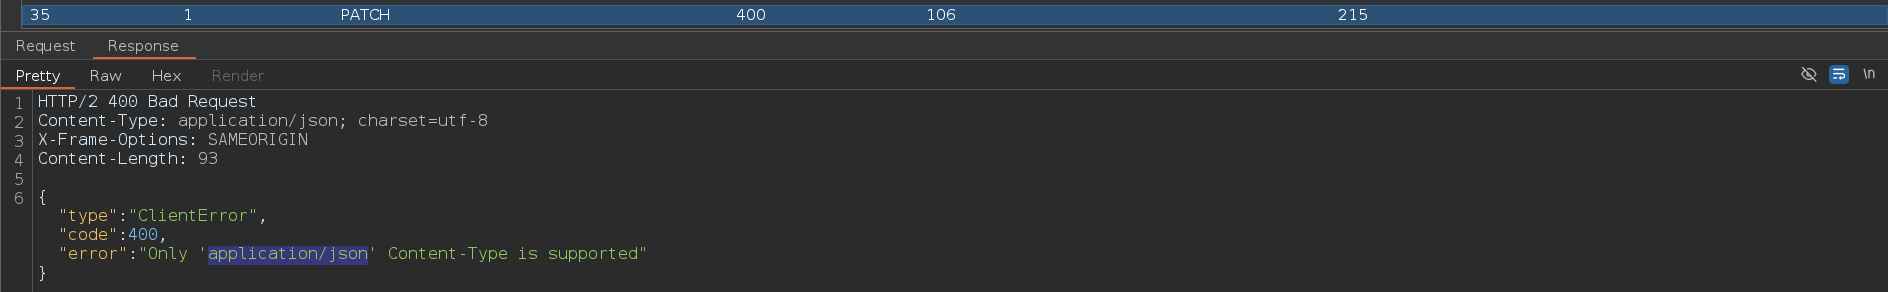 35 1 PATCH 400 106 215
Request Response
Pretty Raw Hex Render \n
1 HTTP/2 400 Bad Request
2 Content-Type: application/json; charset=utf-8
3 X-Frame-Options: SAMEORIGIN
4 Content-Length: 93
5
6 {
"type":"ClientError",
"code":400,
"error":"Only 'application/json' Content-Type is supported"
}